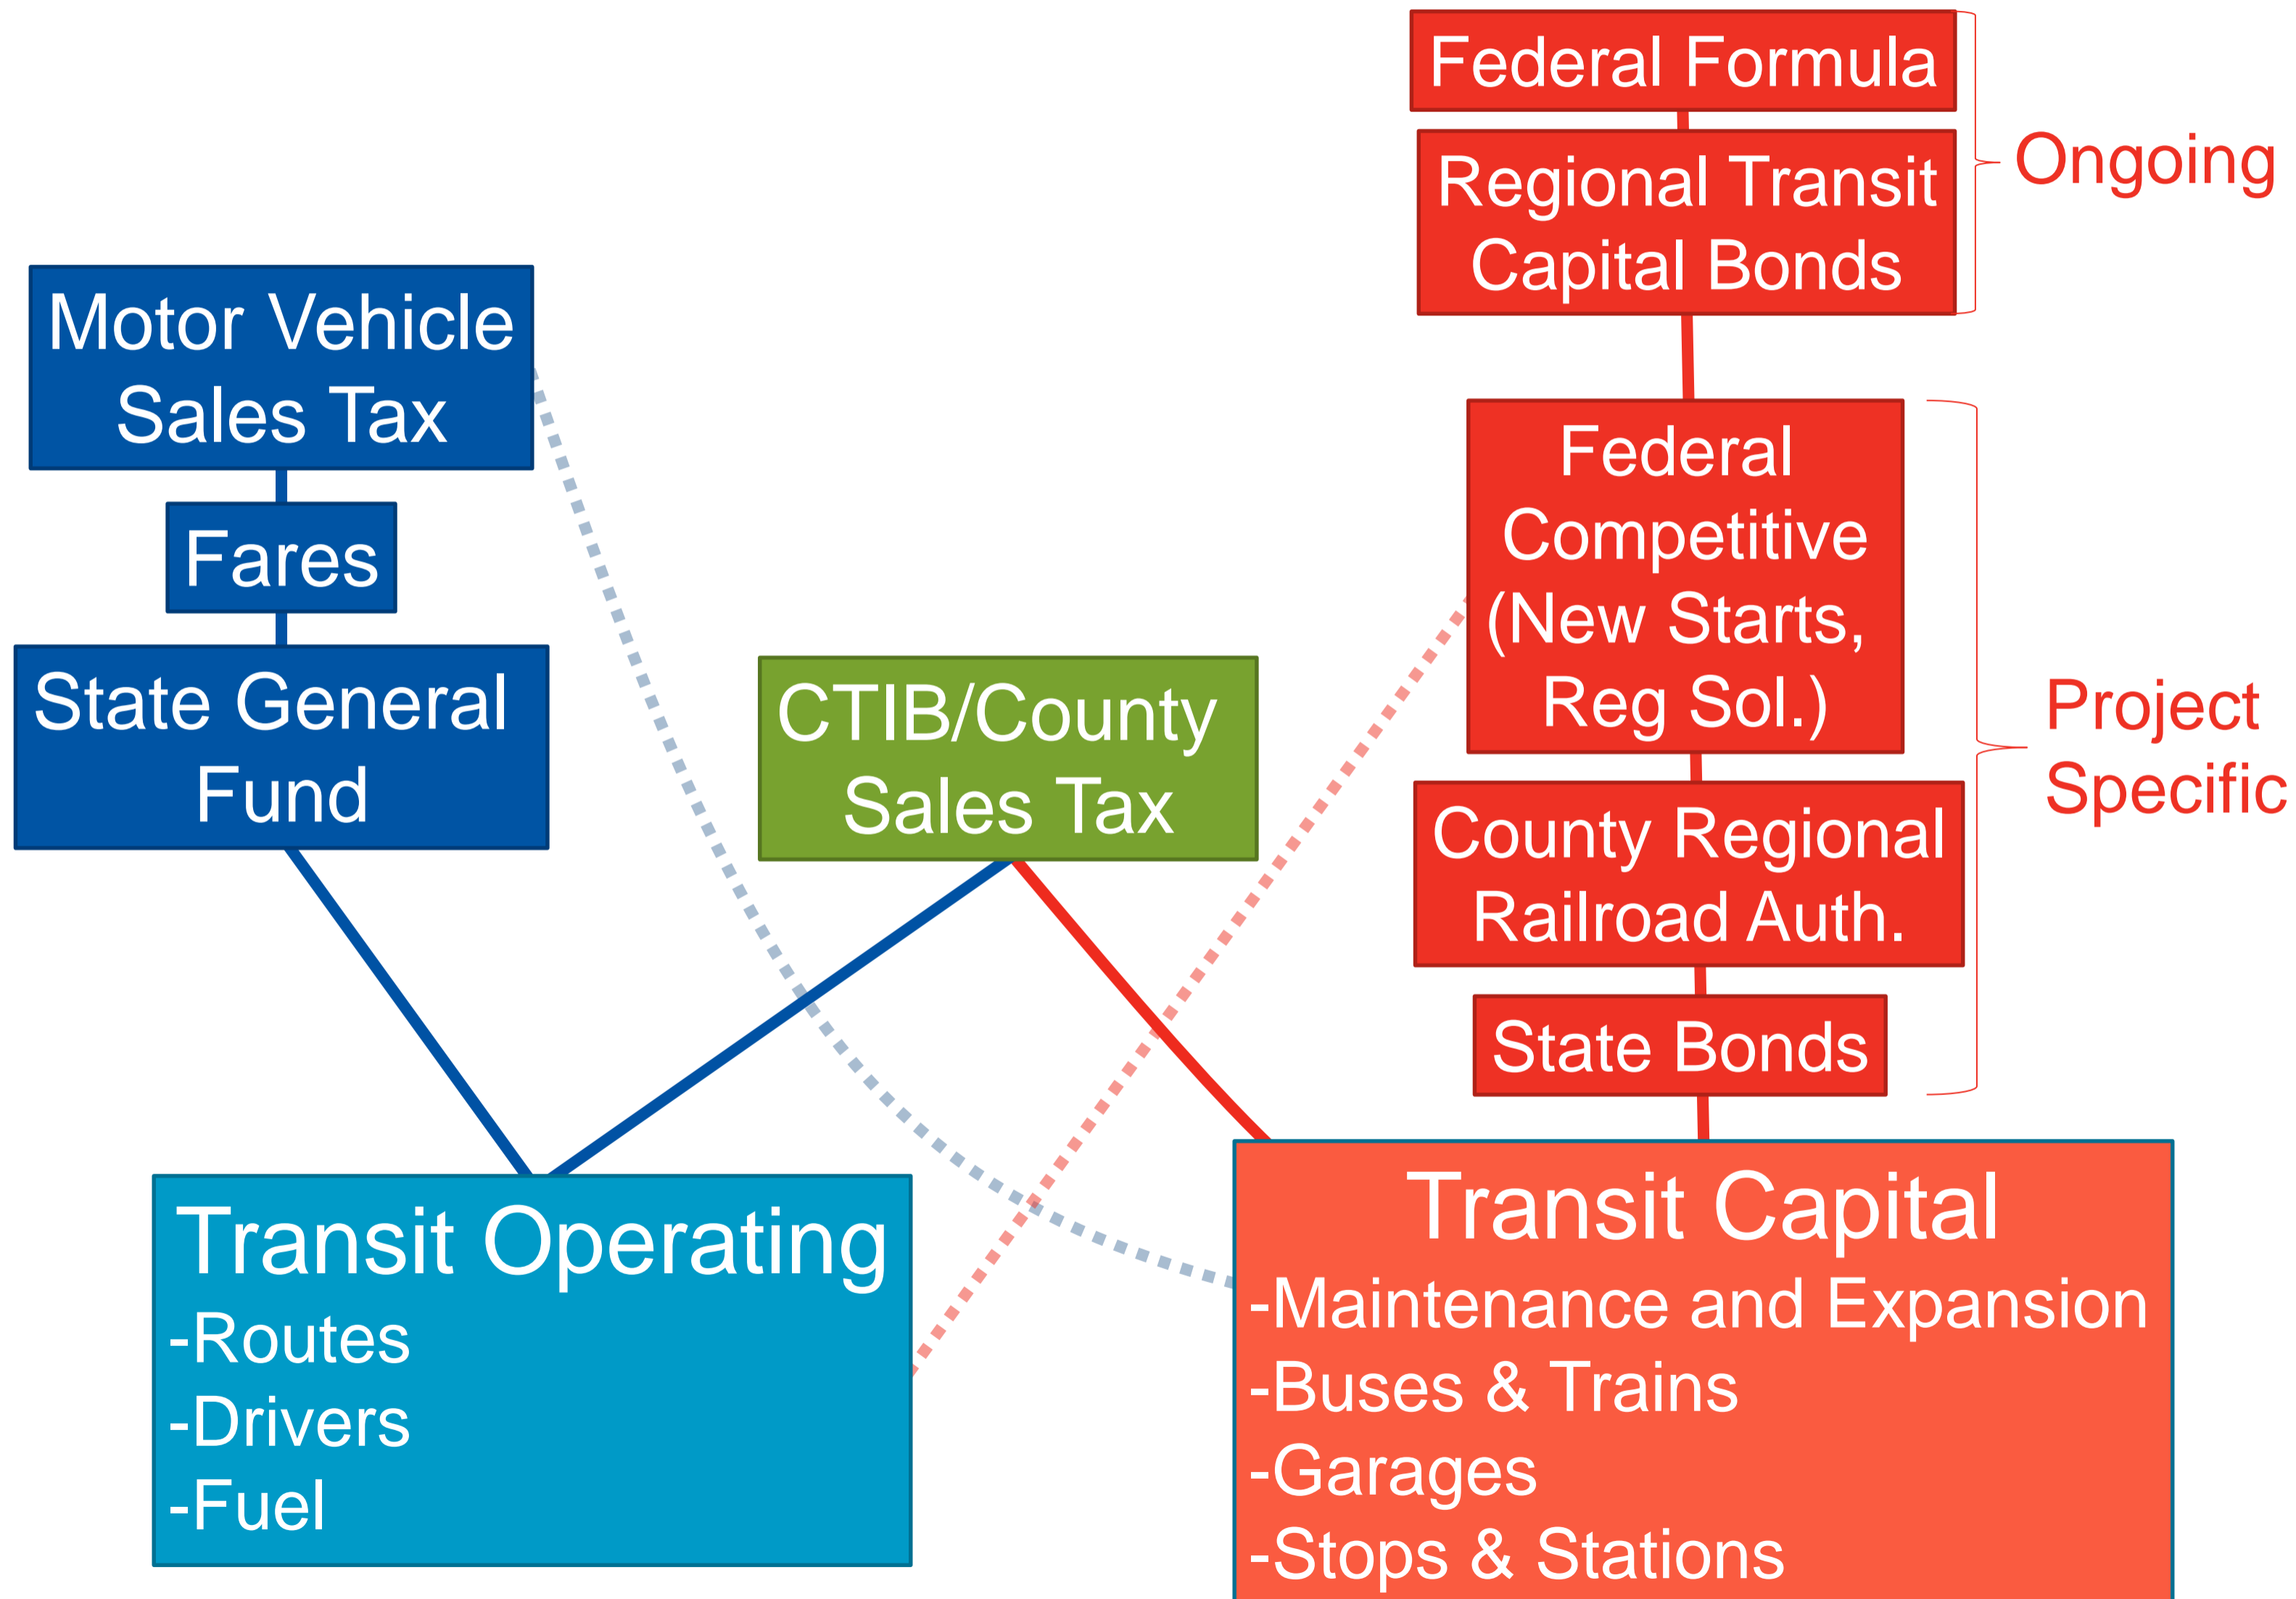 Federal Formula
Regional Transit
Capital Bonds
Ongoing
Motor Vehicle
Sales Tax
Fares
State General
Fund
CTIB/County
Sales Tax
Federal
Competitive
(New Starts,
Reg Sol.)
County Regional
Railroad Auth.
State Bonds
Project
Specific
Transit Operating
-Routes
-Drivers
-Fuel
Transit Capital
-Maintenance and Expansion
-Buses & Trains
-Garages
-Stops & Stations